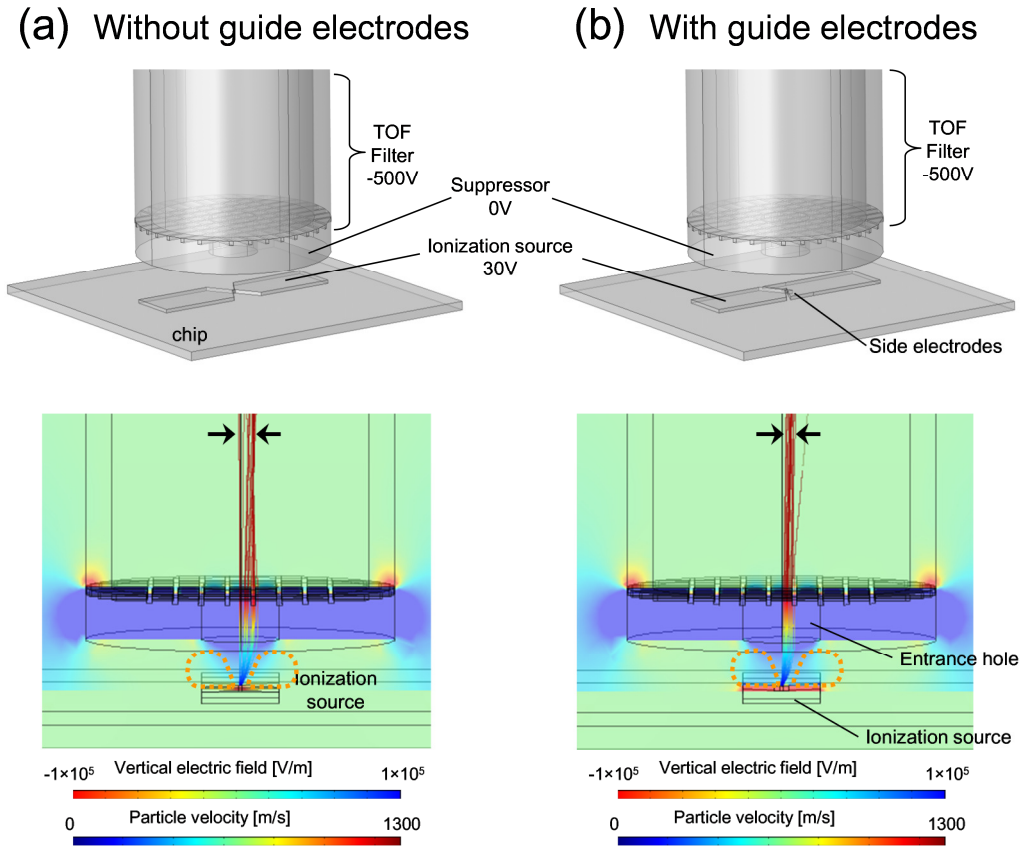 (a) Without guide electrodes
(b) With guide electrodes
TOF
Filter
-500V
TOF
Filter
-500V
Suppressor
0V
Ionization source
30V
chip
Side electrodes
Ionization
source
Entrance hole
Ionization source
-1×10⁵ Vertical electric field [V/m] 1×10⁵
0 Particle velocity [m/s] 1300
-1×10⁵ Vertical electric field [V/m] 1×10⁵
0 Particle velocity [m/s] 1300